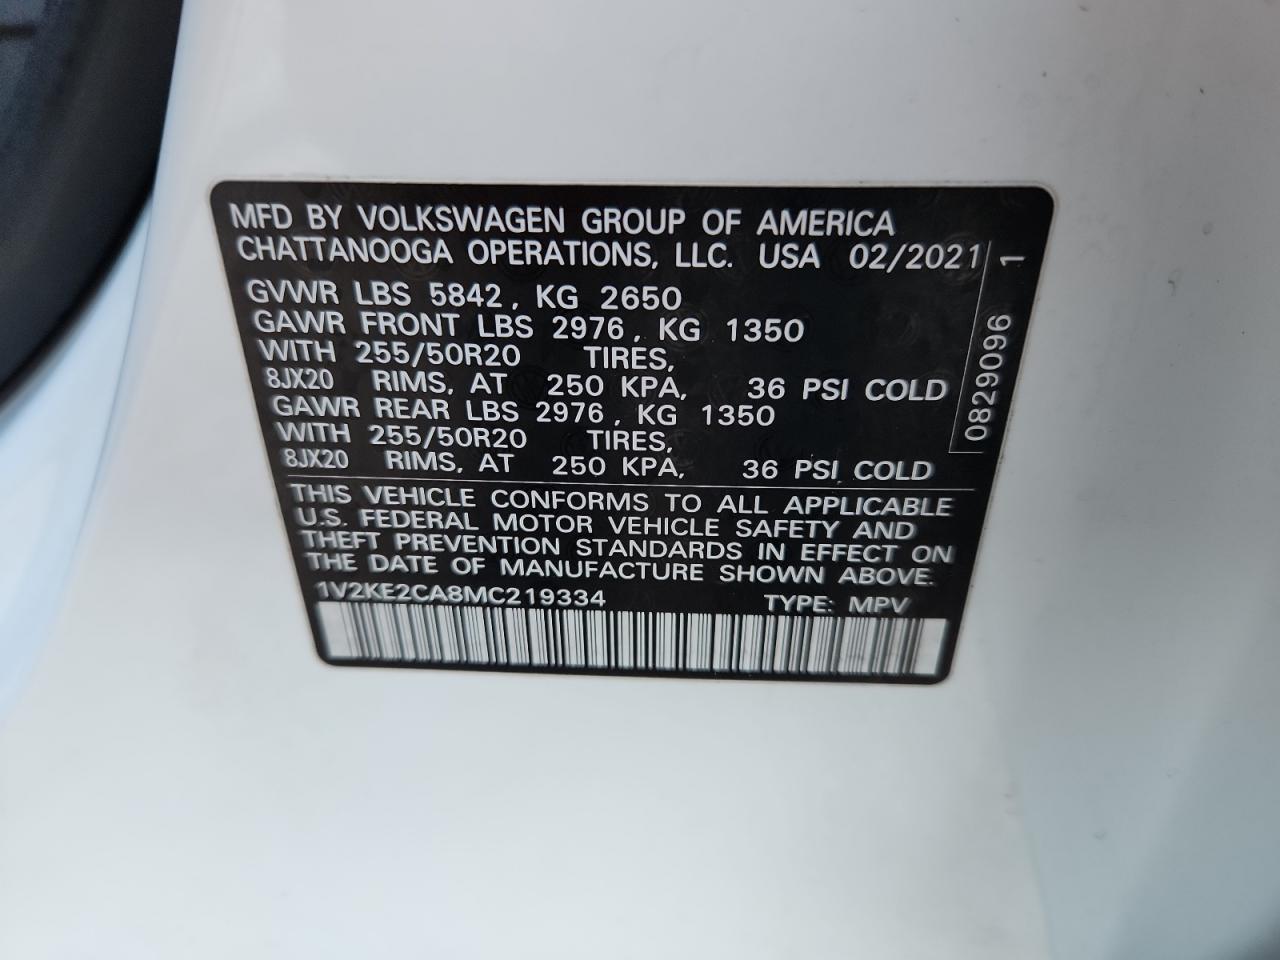 MFD BY VOLKSWAGEN GROUP OF AMERICA
CHATTANOOGA OPERATIONS, LLC. USA 02/2021
GVWR LBS 5842, KG 2650
GAWR FRONT LBS 2976, KG 1350
WITH 255/50R20 TIRES,
8JX20 RIMS, AT 250 KPA, 36 PSI COLD
GAWR REAR LBS 2976, KG 1350
WITH 255/50R20 TIRES,
8JX20 RIMS, AT 250 KPA, 36 PSI COLD
THIS VEHICLE CONFORMS TO ALL APPLICABLE
U.S. FEDERAL MOTOR VEHICLE SAFETY AND
THEFT PREVENTION STANDARDS IN EFFECT ON
THE DATE OF MANUFACTURE SHOWN ABOVE.
1V2KE2CA8MC219334 TYPE: MPV
0829096 1